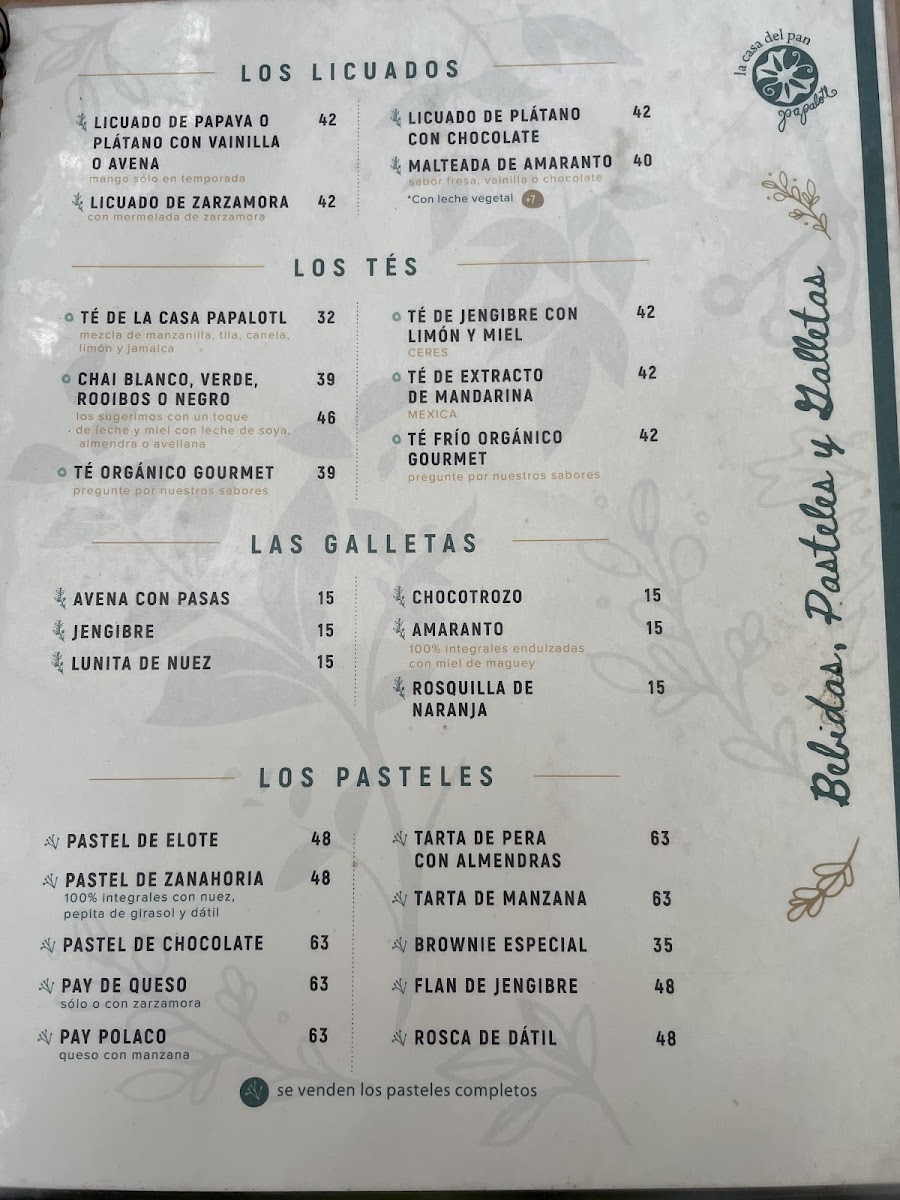 la casa del pan
papalotl
Bebidas, Pasteles y Galletas
LOS LICUADOS
LICUADO DE PAPAYA O 42
PLÁTANO CON VAINILLA
O AVENA
mango sólo en temporada
LICUADO DE ZARZAMORA 42
con mermelada de zarzamora
LICUADO DE PLÁTANO 42
CON CHOCOLATE
MALTEADA DE AMARANTO 40
sabor fresa, vainilla o chocolate
*Con leche vegetal +7
LOS TÉS
TÉ DE LA CASA PAPALOTL 32
mezcla de manzanilla, tila, canela,
limón y jamaica
CHAI BLANCO, VERDE, 39
ROOIBOS O NEGRO
los sugerimos con un toque 46
de leche y miel con leche de soya,
almendra o avellana
TÉ ORGÁNICO GOURMET 39
pregunte por nuestros sabores
TÉ DE JENGIBRE CON 42
LIMÓN Y MIEL
CERES
TÉ DE EXTRACTO 42
DE MANDARINA
MEXICA
TÉ FRÍO ORGÁNICO 42
GOURMET
pregunte por nuestros sabores
LAS GALLETAS
AVENA CON PASAS 15
JENGIBRE 15
LUNITA DE NUEZ 15
CHOCOTROZO 15
AMARANTO 15
100% integrales endulzadas
con miel de maguey
ROSQUILLA DE 15
NARANJA
LOS PASTELES
PASTEL DE ELOTE 48
PASTEL DE ZANAHORIA 48
100% integrales con nuez,
pepita de girasol y dátil
PASTEL DE CHOCOLATE 63
PAY DE QUESO 63
sólo o con zarzamora
PAY POLACO 63
queso con manzana
TARTA DE PERA 63
CON ALMENDRAS
TARTA DE MANZANA 63
BROWNIE ESPECIAL 35
FLAN DE JENGIBRE 48
ROSCA DE DÁTIL 48
se venden los pasteles completos